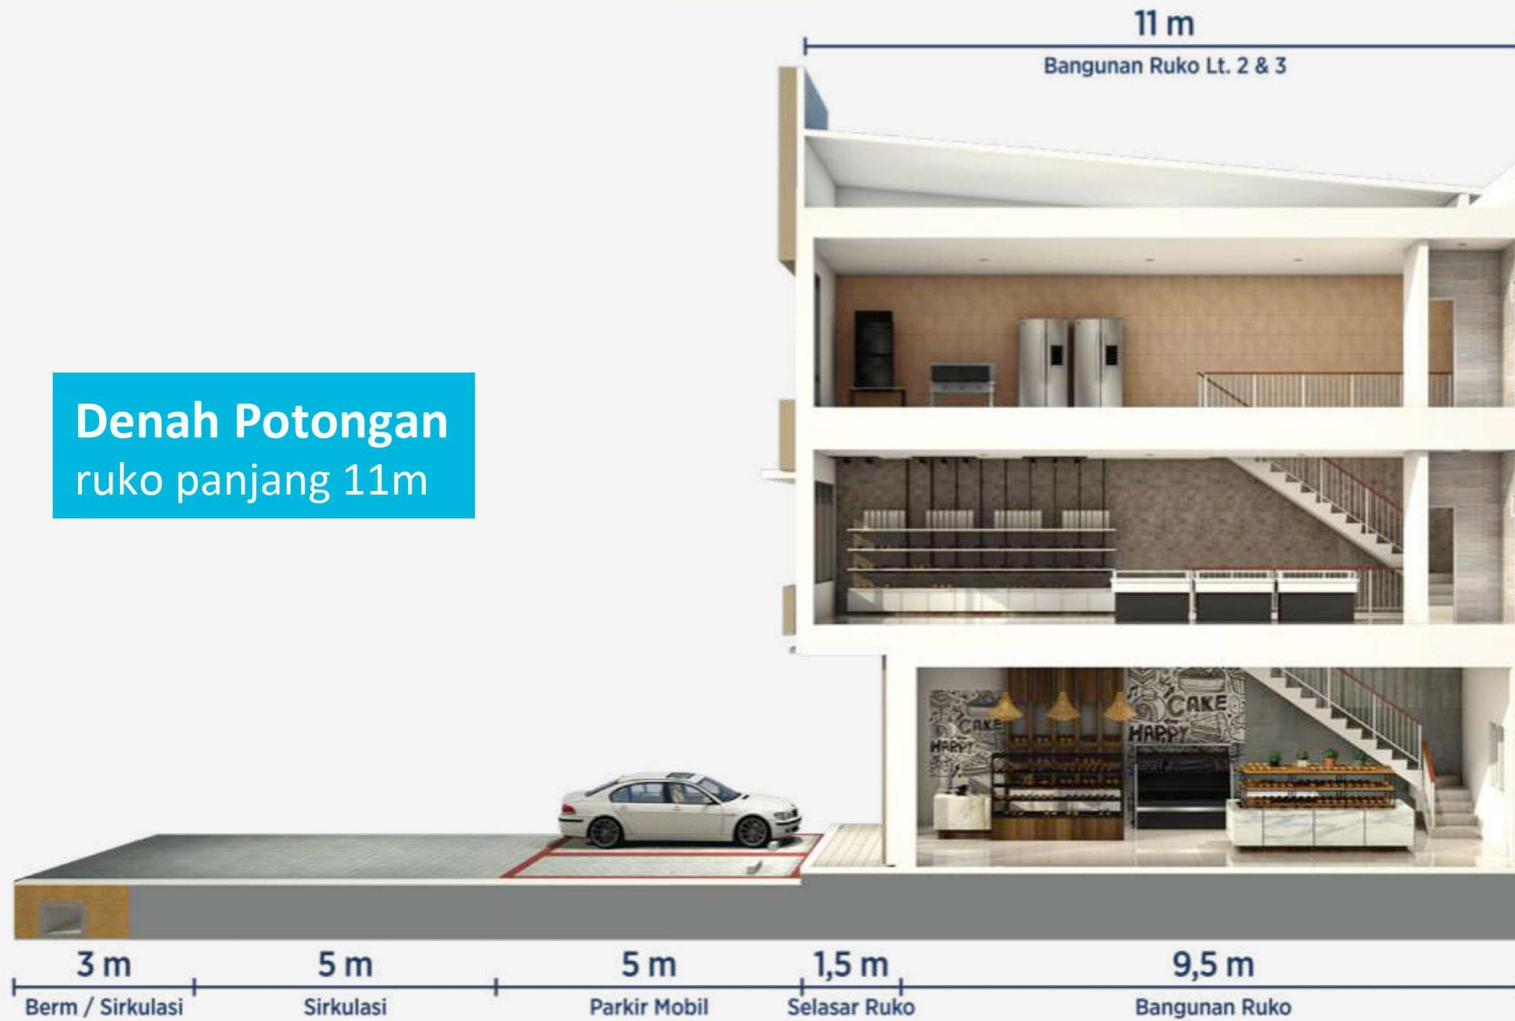 11 m
Bangunan Ruko Lt. 2 & 3
Denah Potongan
ruko panjang 11m
CAKE
HAPPY
CAKE
HAPPY
3 m
5 m
5 m
1,5 m
9,5 m
Berm / Sirkulasi
Sirkulasi
Parkir Mobil
Selasar Ruko
Bangunan Ruko